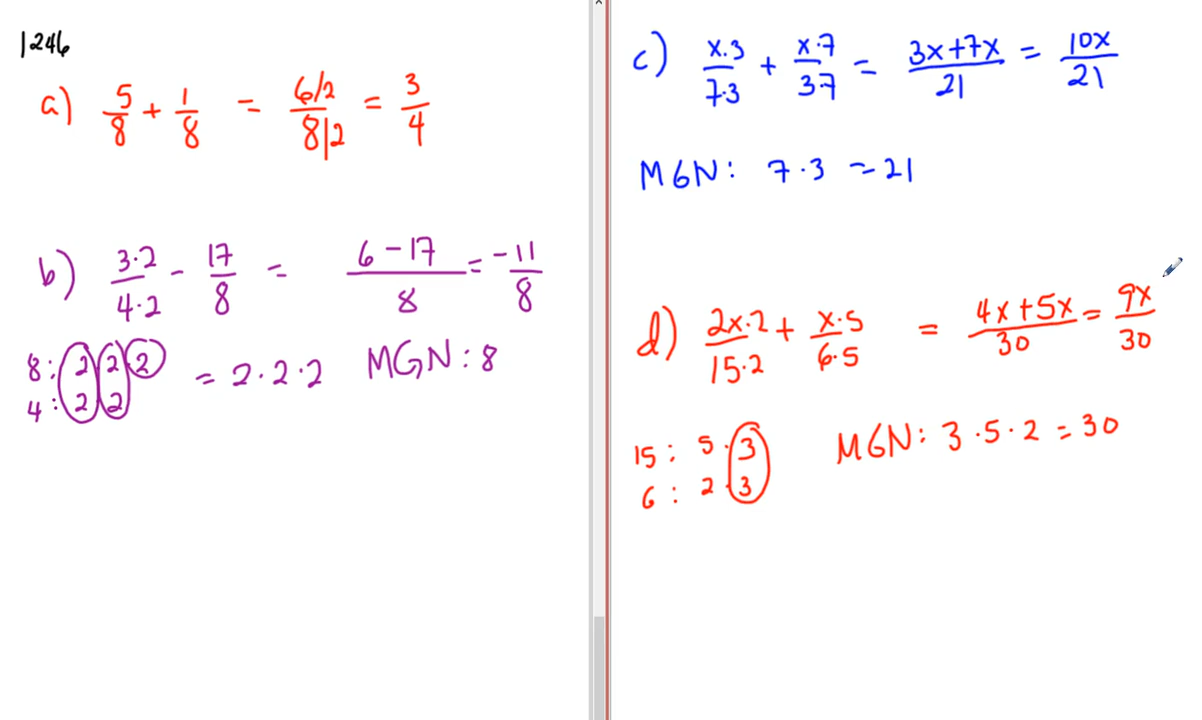 1246
a) 5/8 + 1/8 = 6/2 / 8/2 = 3/4
b) 3·2/4·2 - 17/8 = 6-17/8 = -11/8
8: 2 2 2 = 2·2·2 MGN: 8
4: 2 2
c) x·3/7·3 + x·7/3·7 = 3x+7x/21 = 10x/21
MGN: 7·3 = 21
d) 2x·2/15·2 + x·5/6·5 = 4x+5x/30 = 9x/30
15: 5·3 MGN: 3·5·2 = 30
6: 2·3